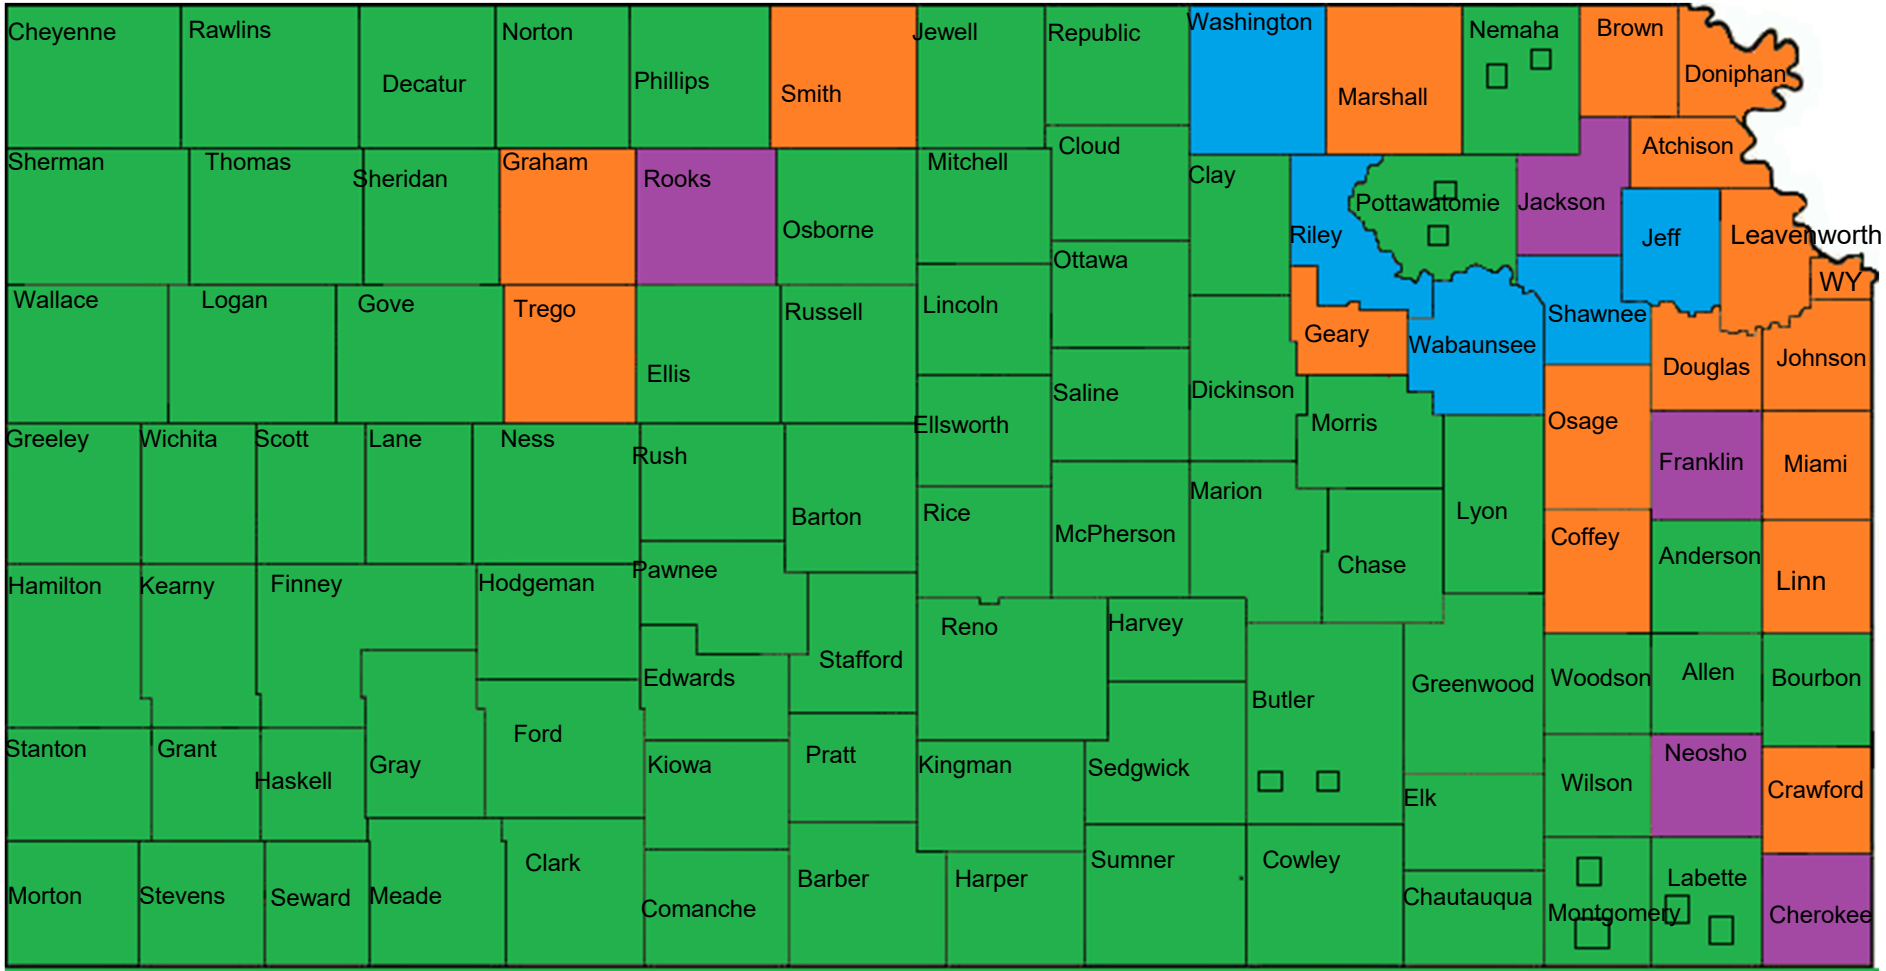 Cheyenne
Rawlins
Decatur
Norton
Phillips
Smith
Jewell
Republic
Washington
Marshall
Nemaha
Brown
Doniphan
Sherman
Thomas
Sheridan
Graham
Rooks
Osborne
Mitchell
Cloud
Clay
Riley
Pottawatomie
Jackson
Atchison
Jeff
Leavenworth
WY
Wallace
Logan
Gove
Trego
Ellis
Russell
Lincoln
Ottawa
Saline
Dickinson
Geary
Wabaunsee
Shawnee
Douglas
Johnson
Greeley
Wichita
Scott
Lane
Ness
Rush
Barton
Ellsworth
Rice
McPherson
Marion
Morris
Chase
Lyon
Osage
Franklin
Miami
Coffey
Anderson
Linn
Hamilton
Kearny
Finney
Hodgeman
Pawnee
Edwards
Stafford
Reno
Harvey
Butler
Greenwood
Woodson
Allen
Bourbon
Stanton
Grant
Haskell
Gray
Ford
Kiowa
Pratt
Kingman
Sedgwick
Elk
Wilson
Neosho
Crawford
Morton
Stevens
Seward
Meade
Clark
Comanche
Barber
Harper
Sumner
Cowley
Chautauqua
Montgomery
Labette
Cherokee